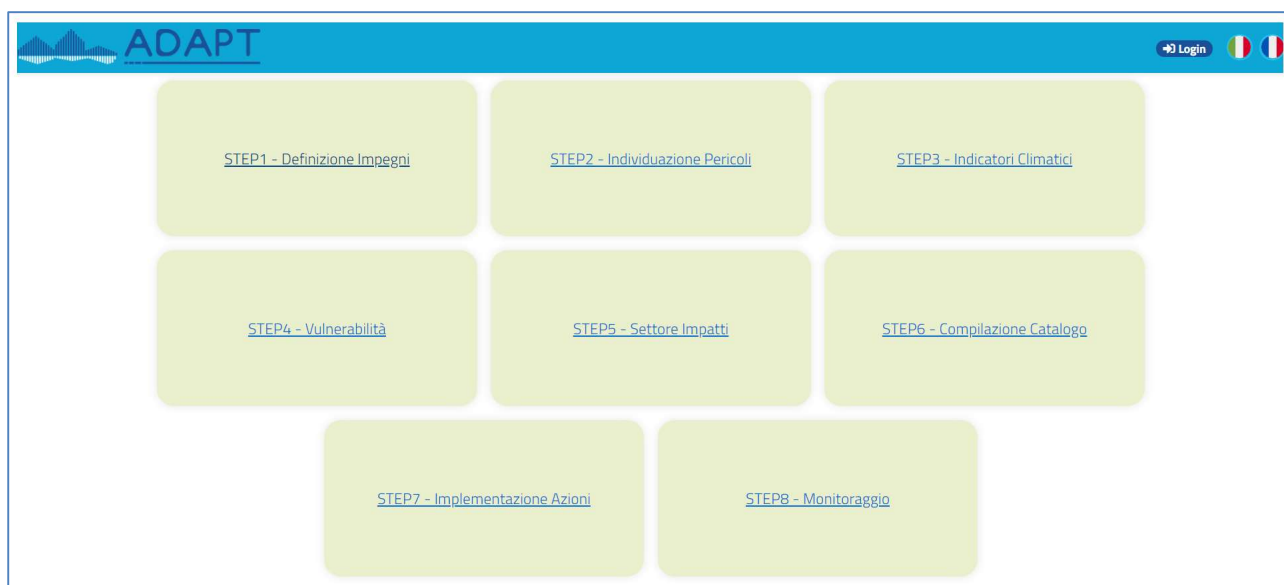 ADAPT
Login
STEP1 - Definizione Impegni
STEP2 - Individuazione Pericoli
STEP3 - Indicatori Climatici
STEP4 - Vulnerabilità
STEP5 - Settore Impatti
STEP6 - Compilazione Catalogo
STEP7 - Implementazione Azioni
STEP8 - Monitoraggio